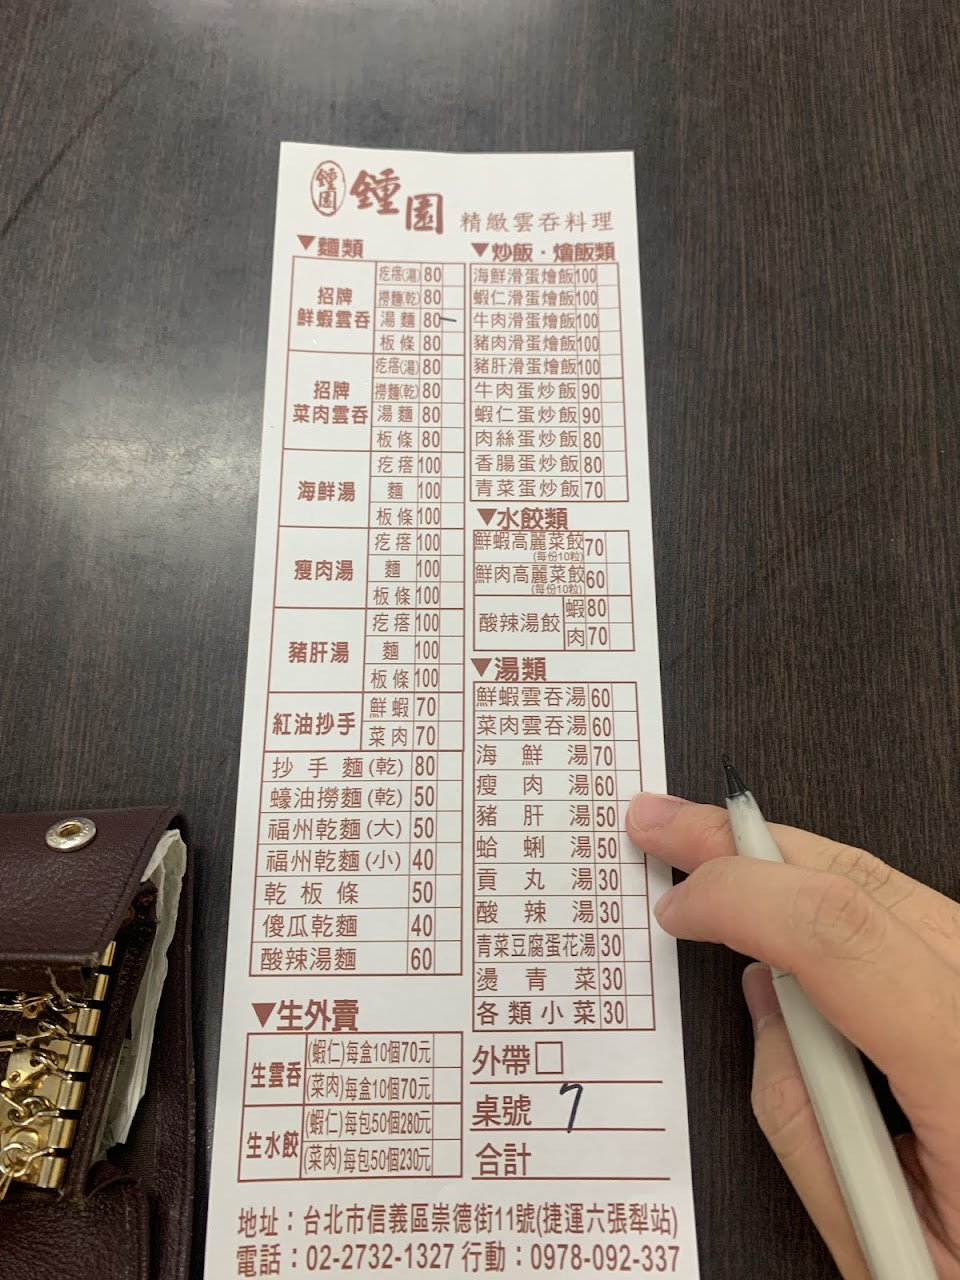 鍾園
鍾園 精緻雲吞料理
▼麵類
招牌鮮蝦雲吞
疙瘩(湯) 80
撈麵(乾) 80
湯麵 80 一
板條 80
招牌菜肉雲吞
疙瘩(湯) 80
撈麵(乾) 80
湯麵 80
板條 80
海鮮湯
疙瘩 100
麵 100
板條 100
瘦肉湯
疙瘩 100
麵 100
板條 100
豬肝湯
疙瘩 100
麵 100
板條 100
紅油抄手
鮮蝦 70
菜肉 70
抄手麵(乾) 80
蠔油撈麵(乾) 50
福州乾麵(大) 50
福州乾麵(小) 40
乾板條 50
傻瓜乾麵 40
酸辣湯麵 60
▼生外賣
生雲吞
(蝦仁)每盒10個70元
(菜肉)每盒10個70元
生水餃
(蝦仁)每包50個280元
(菜肉)每包50個230元
▼炒飯・燴飯類
海鮮滑蛋燴飯 100
蝦仁滑蛋燴飯 100
牛肉滑蛋燴飯 100
豬肉滑蛋燴飯 100
豬肝滑蛋燴飯 100
牛肉蛋炒飯 90
蝦仁蛋炒飯 90
肉絲蛋炒飯 80
香腸蛋炒飯 80
青菜蛋炒飯 70
▼水餃類
鮮蝦高麗菜餃 70
(每份10粒)
鮮肉高麗菜餃 60
(每份10粒)
酸辣湯餃
蝦 80
肉 70
▼湯類
鮮蝦雲吞湯 60
菜肉雲吞湯 60
海鮮湯 70
瘦肉湯 60
豬肝湯 50
蛤蜊湯 50
貢丸湯 30
酸辣湯 30
青菜豆腐蛋花湯 30
燙青菜 30
各類小菜 30
外帶□
桌號 7
合計
地址：台北市信義區崇德街11號(捷運六張犁站)
電話：02-2732-1327 行動：0978-092-337